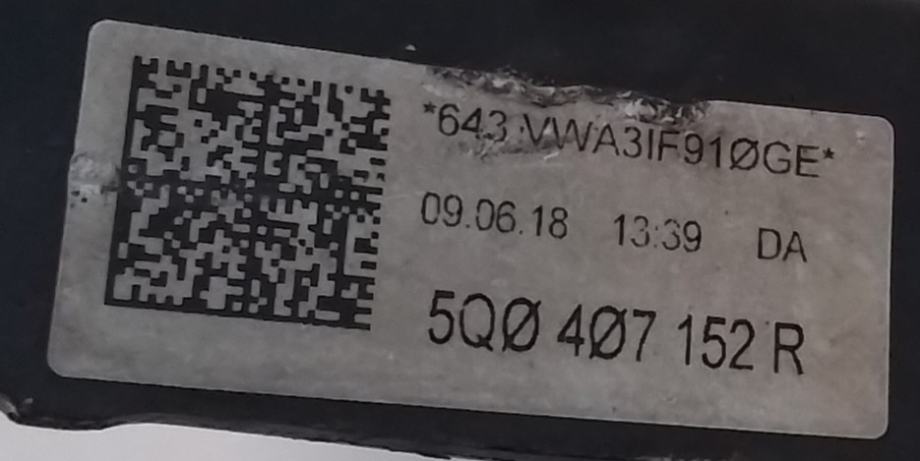 *643 VWA3IF91ØGE*
09.06.18 13:39 DA
5QØ 4Ø7 152 R